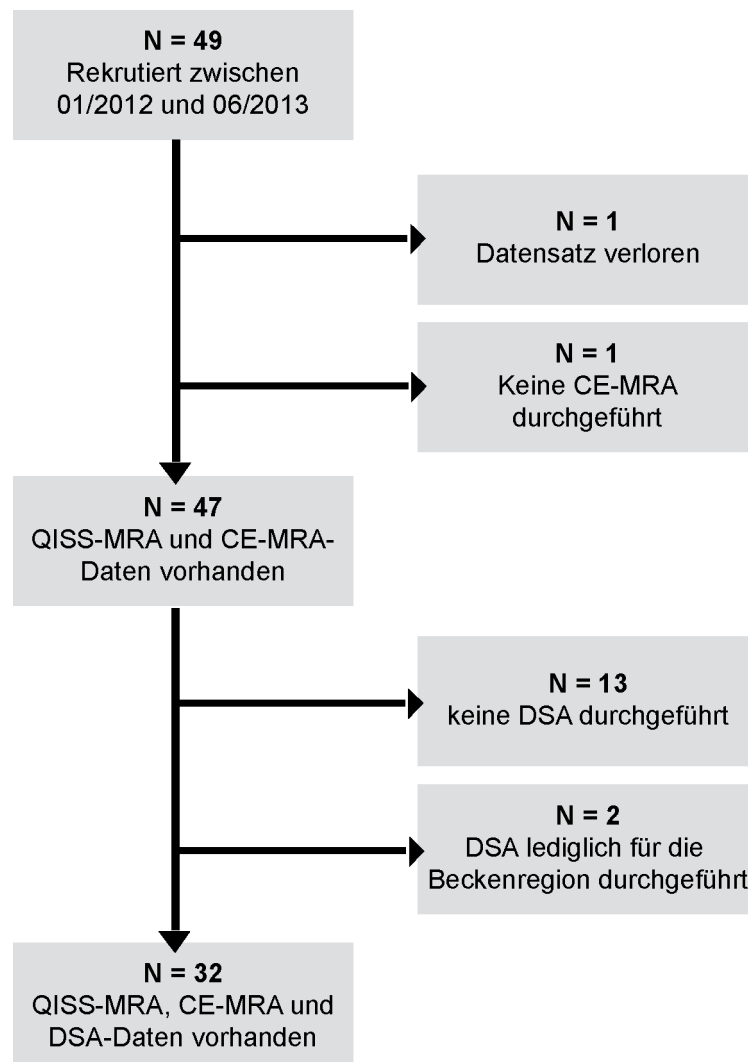 N = 49
Rekrutiert zwischen
01/2012 und 06/2013
N = 1
Datensatz verloren
N = 1
Keine CE-MRA
durchgeführt
N = 47
QISS-MRA und CE-MRA-
Daten vorhanden
N = 13
keine DSA durchgeführt
N = 2
DSA lediglich für die
Beckenregion durchgeführt
N = 32
QISS-MRA, CE-MRA und
DSA-Daten vorhanden